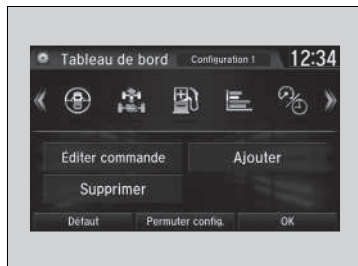 Tableau de bord Configuration 1 12:34
Éditer commande Ajouter
Supprimer
Défaut Permuter config. OK